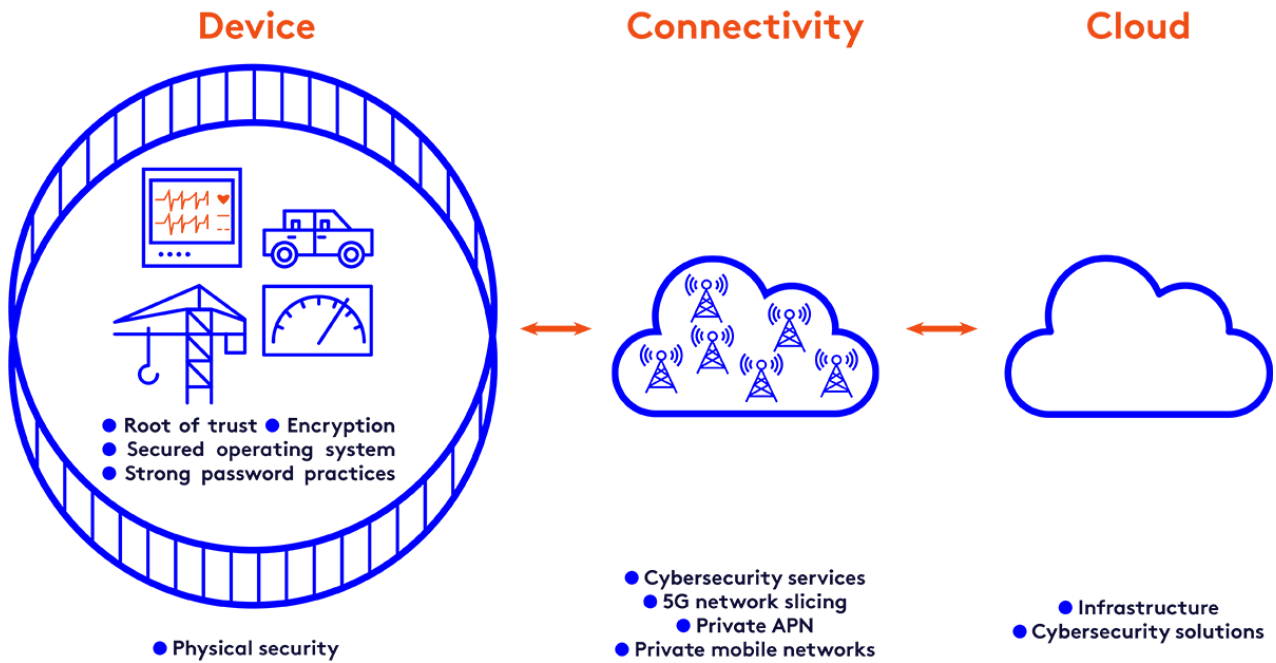 Device
Connectivity
Cloud
● Root of trust ● Encryption
● Secured operating system
● Strong password practices
● Physical security
● Cybersecurity services
● 5G network slicing
● Private APN
● Private mobile networks
● Infrastructure
● Cybersecurity solutions